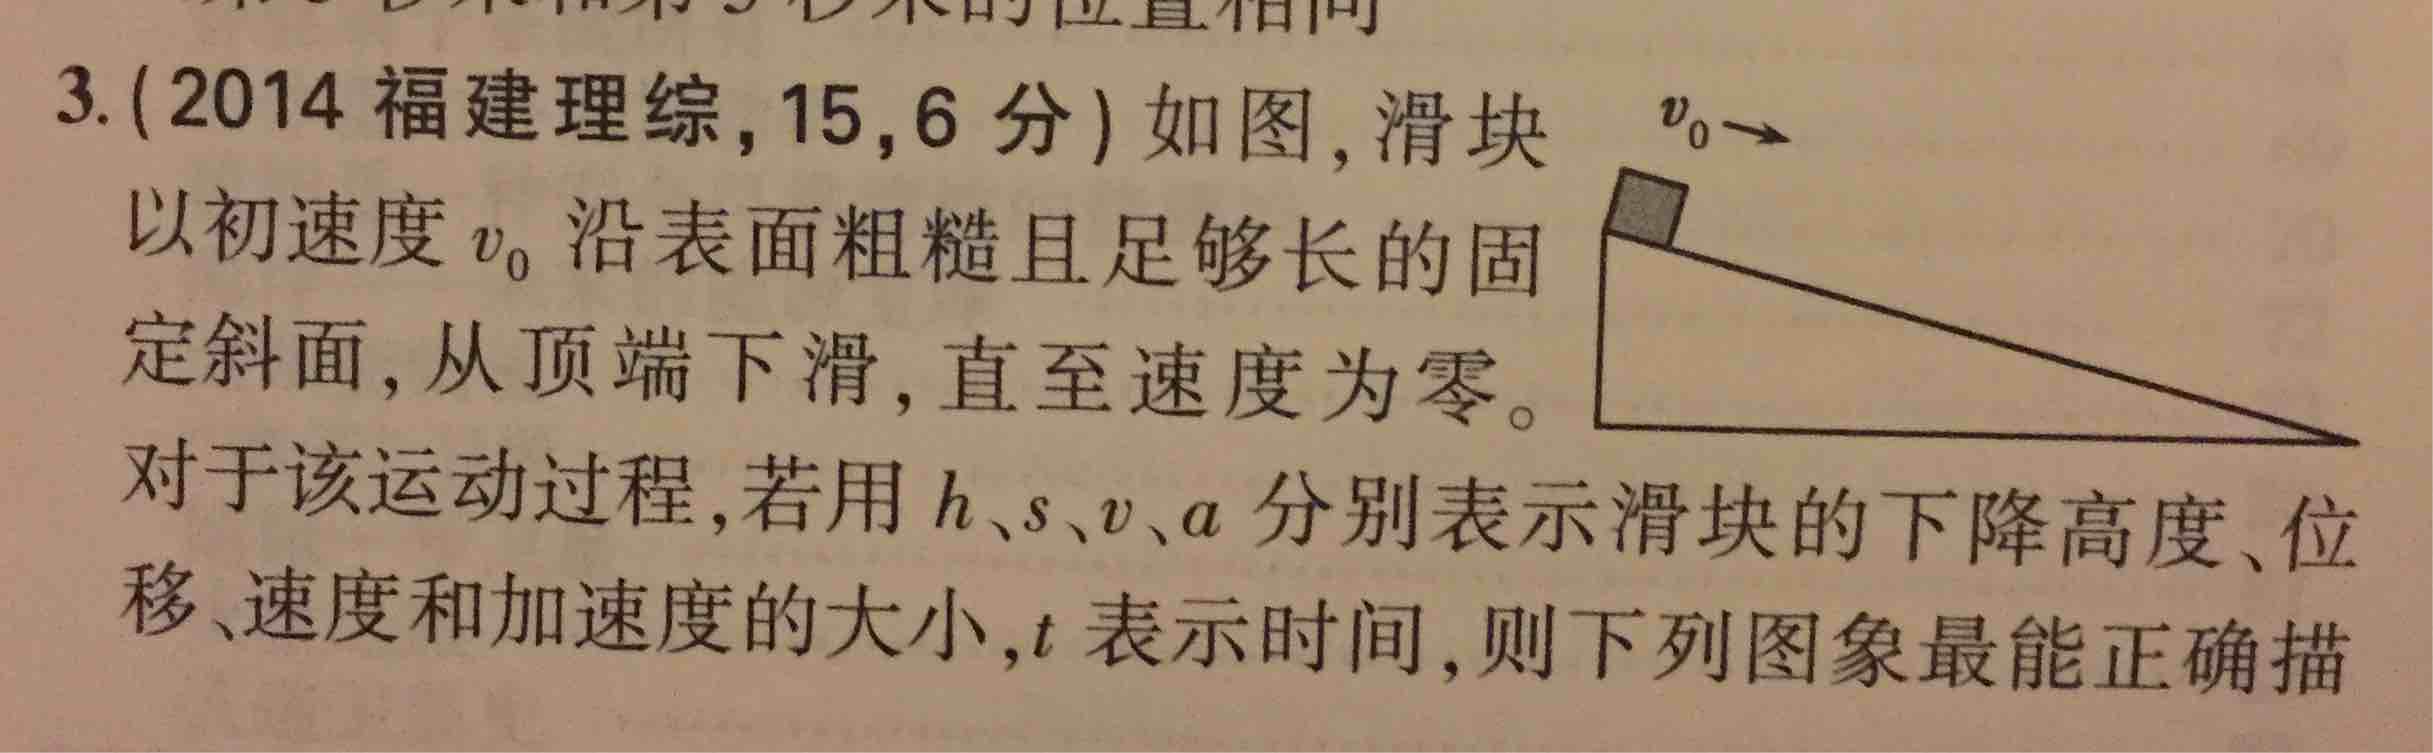 3.(2014 福建理综,15,6 分)如图,滑块
v₀→
以初速度 v₀ 沿表面粗糙且足够长的固
定斜面,从顶端下滑,直至速度为零。
对于该运动过程,若用 h、s、v、a 分别表示滑块的下降高度、位
移、速度和加速度的大小,t 表示时间,则下列图象最能正确描